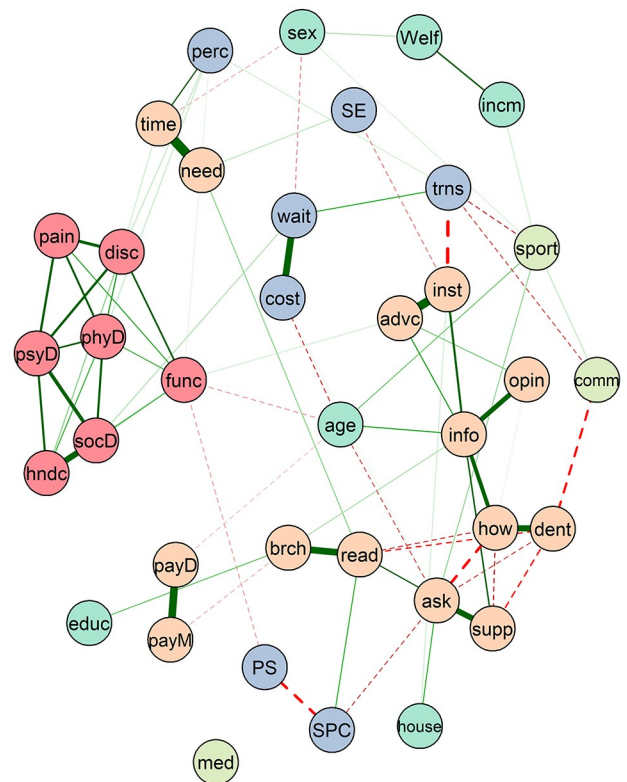 sex
Welf
perc
incm
SE
time
need
trns
wait
pain
disc
sport
inst
cost
advc
phyD
psyD
func
opin
comm
age
info
socD
hndc
how
dent
brch
read
payD
ask
educ
supp
payM
PS
SPC
house
med